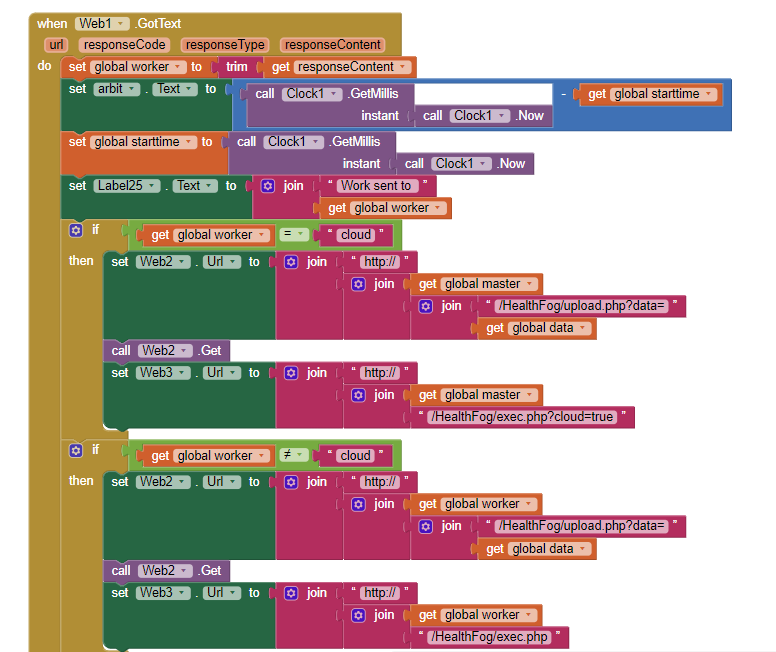 when Web1 .GotText
url responseCode responseType responseContent
do set global worker to trim get responseContent
set arbit . Text to call Clock1 .GetMillis - get global starttime
instant call Clock1 .Now
set global starttime to call Clock1 .GetMillis
instant call Clock1 .Now
set Label25 . Text to join “ Work sent to ”
get global worker
if get global worker = “ cloud ”
then set Web2 . Url to join “ http:// ”
join get global master
join “ /HealthFog/upload.php?data= ”
get global data
call Web2 .Get
set Web3 . Url to join “ http:// ”
join get global master
“ /HealthFog/exec.php?cloud=true ”
if get global worker ≠ “ cloud ”
then set Web2 . Url to join “ http:// ”
join get global worker
join “ /HealthFog/upload.php?data= ”
get global data
call Web2 .Get
set Web3 . Url to join “ http:// ”
join get global worker
“ /HealthFog/exec.php ”